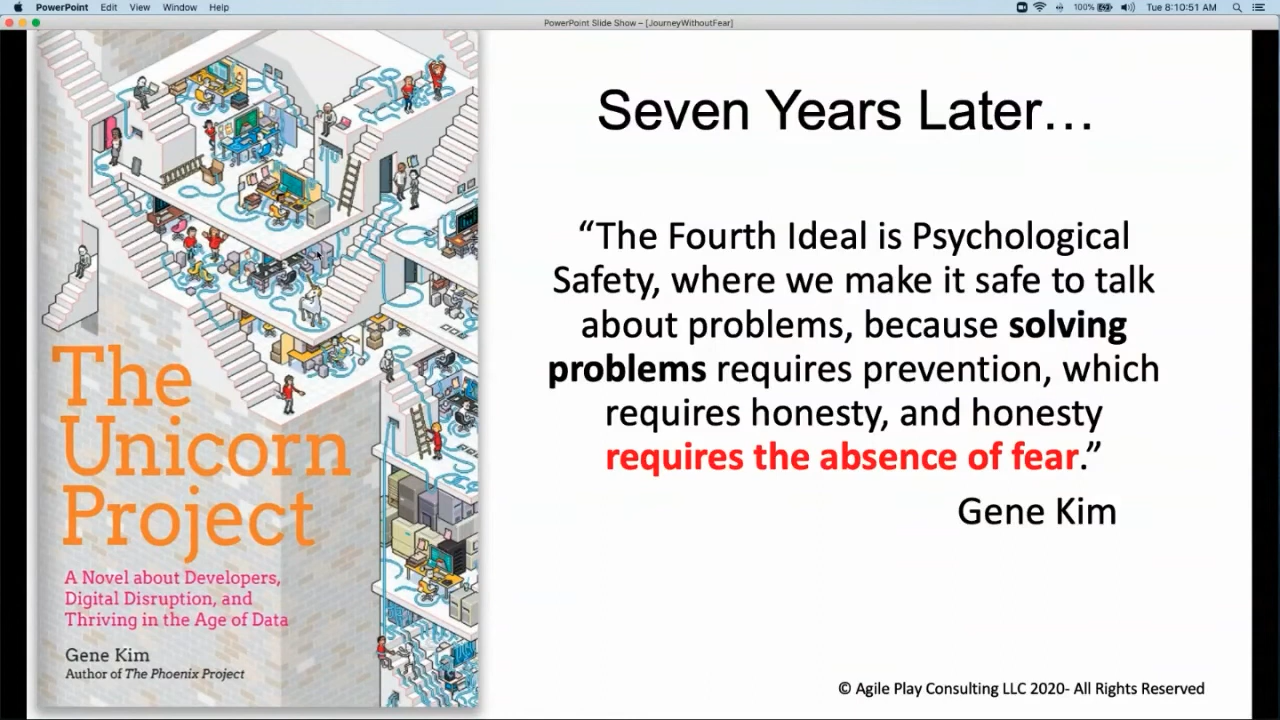 PowerPoint Edit View Window Help 100% Tue 8:10:51 AM
PowerPoint Slide Show – [JourneyWithoutFear]
Seven Years Later…
“The Fourth Ideal is Psychological
Safety, where we make it safe to talk
about problems, because solving
problems requires prevention, which
requires honesty, and honesty
requires the absence of fear.”
Gene Kim
The
Unicorn
Project
A Novel about Developers,
Digital Disruption, and
Thriving in the Age of Data
Gene Kim
Author of The Phoenix Project
© Agile Play Consulting LLC 2020- All Rights Reserved